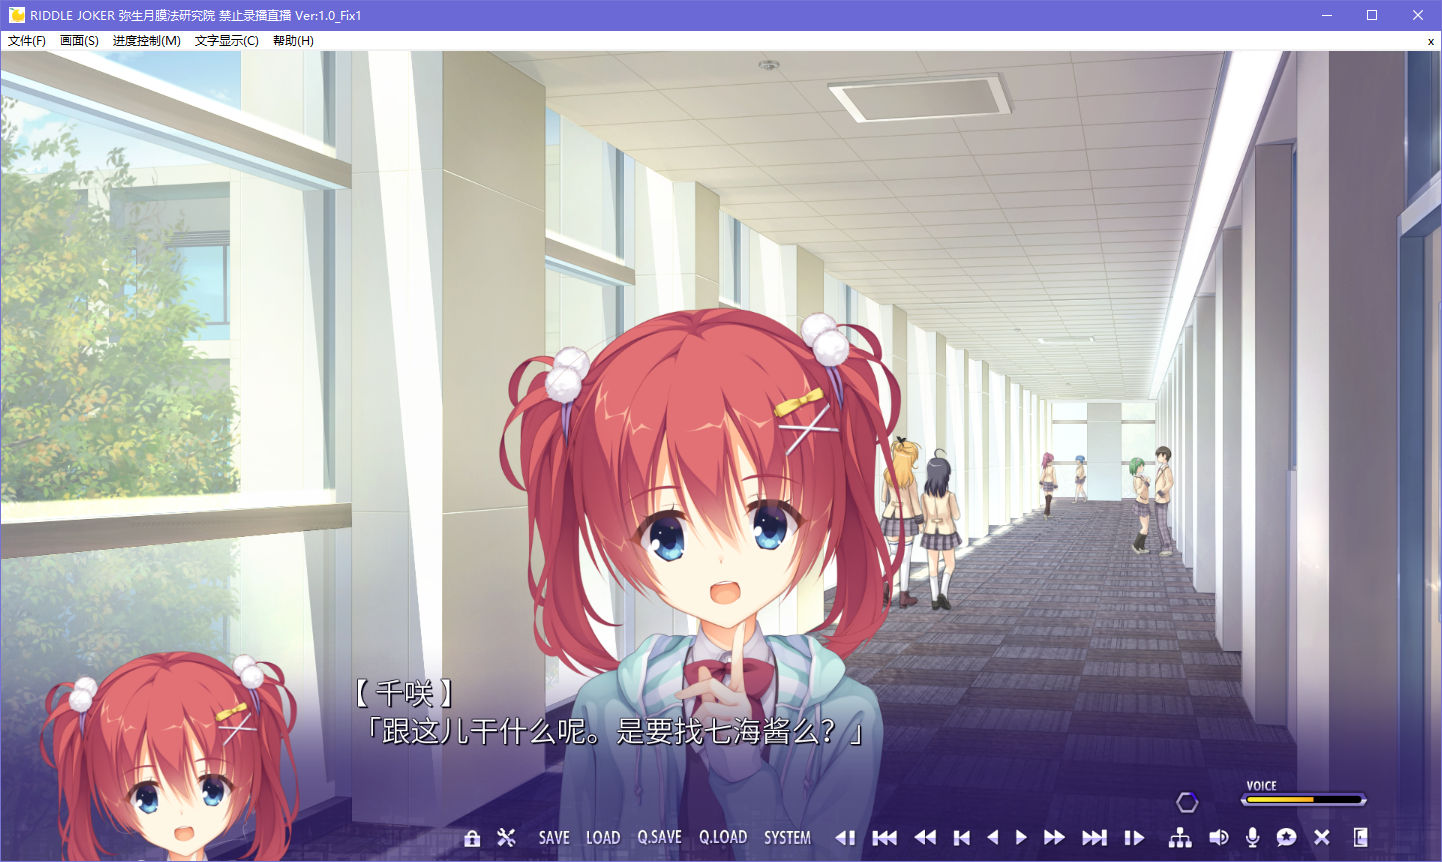 RIDDLE JOKER 弥生月膜法研究院 禁止录播直播 Ver:1.0_Fix1
文件(F) 画面(S) 进度控制(M) 文字显示(C) 帮助(H) x
【千咲】
「跟这儿干什么呢。是要找七海酱么？」
VOICE
SAVE LOAD Q.SAVE Q.LOAD SYSTEM